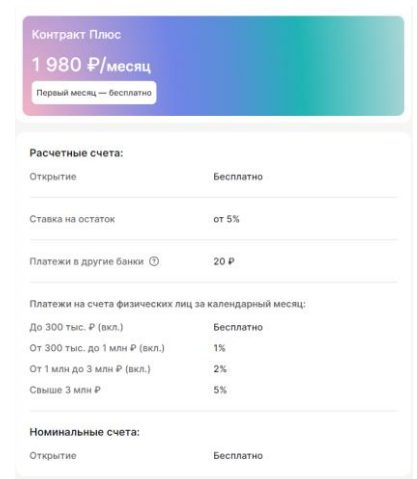 Контракт Плюс
1 980 ₽/месяц
Первый месяц — бесплатно
Расчетные счета:
Открытие Бесплатно
Ставка на остаток от 5%
Платежи в другие банки ? 20 ₽
Платежи на счета физических лиц за календарный месяц:
До 300 тыс. ₽ (вкл.) Бесплатно
От 300 тыс. до 1 млн ₽ (вкл.) 1%
От 1 млн до 3 млн ₽ (вкл.) 2%
Свыше 3 млн ₽ 5%
Номинальные счета:
Открытие Бесплатно